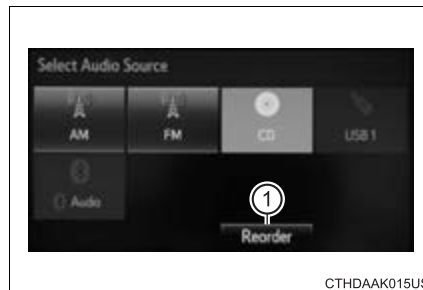 Select Audio Source
AM
FM
CD
USB 1
Audio
1
Reorder
CTHDAAK015US